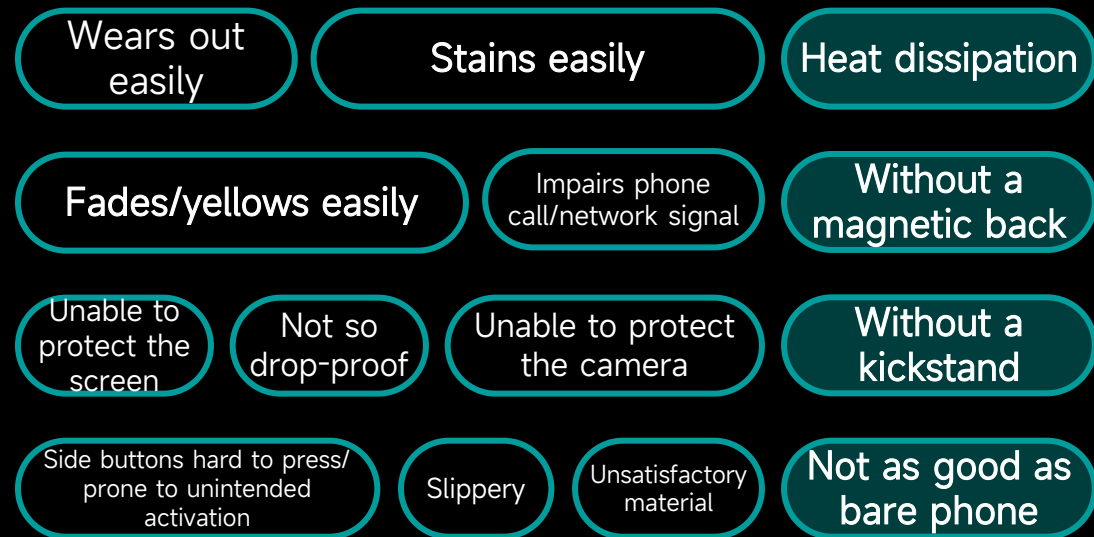 Wears out
easily
Stains easily
Heat dissipation
Fades/yellows easily
Impairs phone
call/network signal
Without a
magnetic back
Unable to
protect the
screen
Not so
drop-proof
Unable to protect
the camera
Without a
kickstand
Side buttons hard to press/
prone to unintended
activation
Slippery
Unsatisfactory
material
Not as good as
bare phone